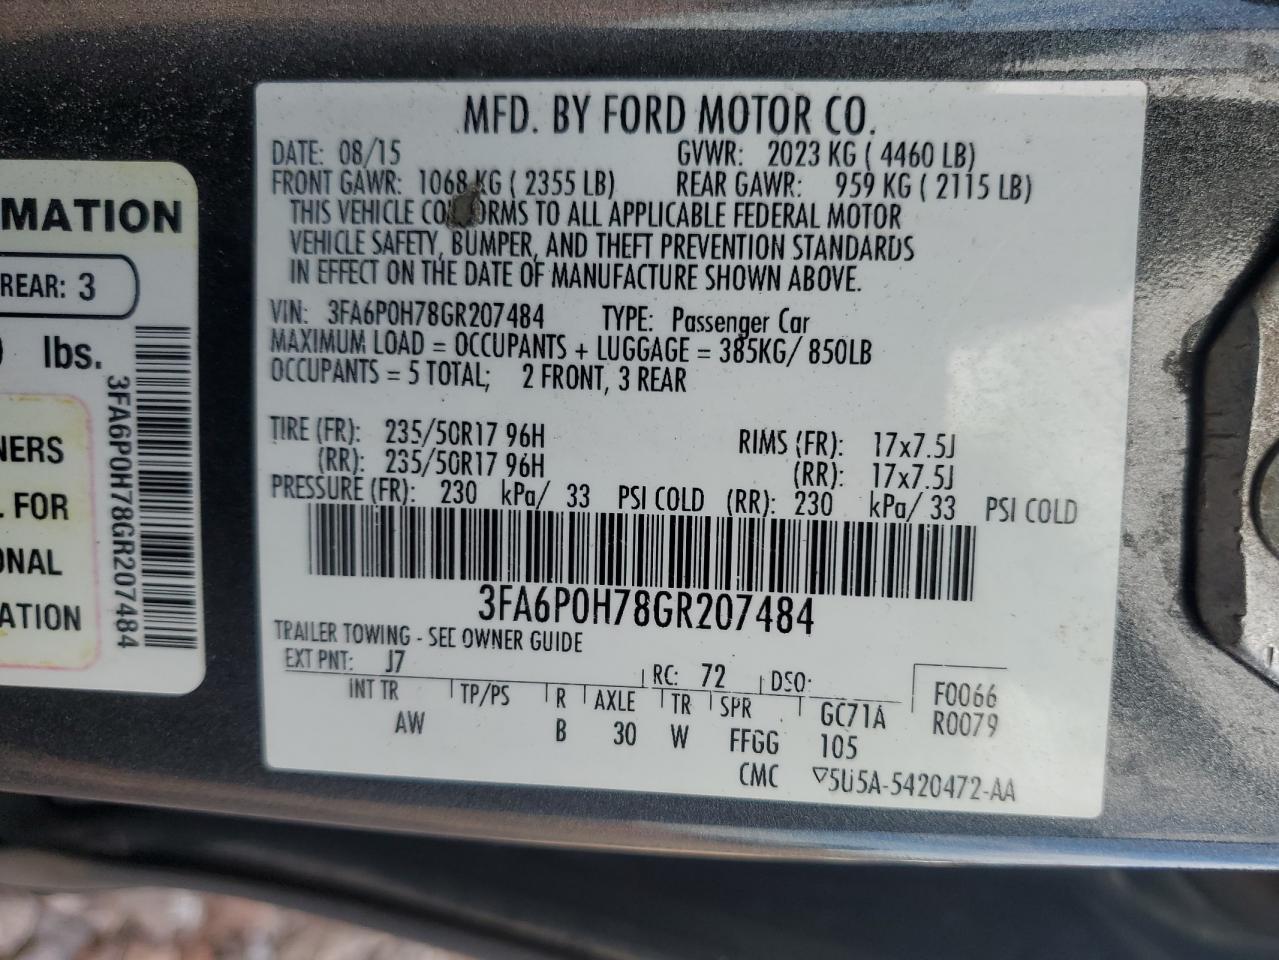 MFD. BY FORD MOTOR CO.
DATE: 08/15 GVWR: 2023 KG ( 4460 LB)
FRONT GAWR: 1068 KG ( 2355 LB) REAR GAWR: 959 KG ( 2115 LB)
THIS VEHICLE CONFORMS TO ALL APPLICABLE FEDERAL MOTOR
VEHICLE SAFETY, BUMPER, AND THEFT PREVENTION STANDARDS
IN EFFECT ON THE DATE OF MANUFACTURE SHOWN ABOVE.
VIN: 3FA6P0H78GR207484 TYPE: Passenger Car
MAXIMUM LOAD = OCCUPANTS + LUGGAGE = 385KG/ 850LB
OCCUPANTS = 5 TOTAL; 2 FRONT, 3 REAR
TIRE (FR): 235/50R17 96H RIMS (FR): 17x7.5J
(RR): 235/50R17 96H (RR): 17x7.5J
PRESSURE (FR): 230 kPa/ 33 PSI COLD (RR): 230 kPa/ 33 PSI COLD
3FA6P0H78GR207484
TRAILER TOWING - SEE OWNER GUIDE
EXT PNT: J7 RC: 72 DSO: F0066
INT TR TP/PS R AXLE TR SPR GC71A R0079
AW B 30 W FFGG 105
CMC ▽5U5A-5420472-AA
MATION
REAR: 3
lbs.
3FA6P0H78GR207484
NERS
L FOR
ONAL
ATION